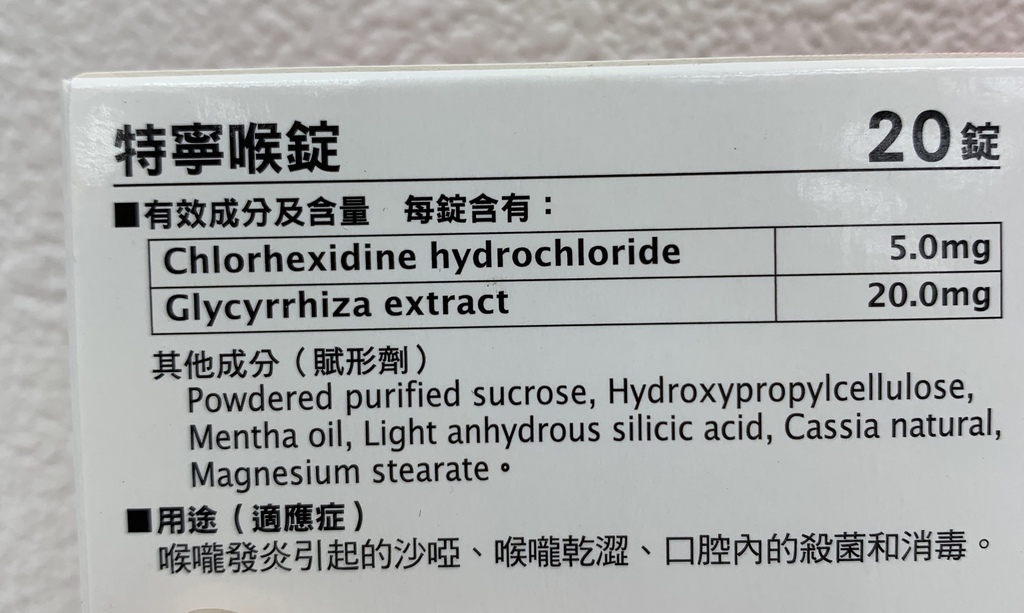 特寧喉錠 20錠
■有效成分及含量 每錠含有：
Chlorhexidine hydrochloride 5.0mg
Glycyrrhiza extract 20.0mg
其他成分（賦形劑）
Powdered purified sucrose, Hydroxypropylcellulose,
Mentha oil, Light anhydrous silicic acid, Cassia natural,
Magnesium stearate。
■用途（適應症）
喉嚨發炎引起的沙啞、喉嚨乾澀、口腔內的殺菌和消毒。